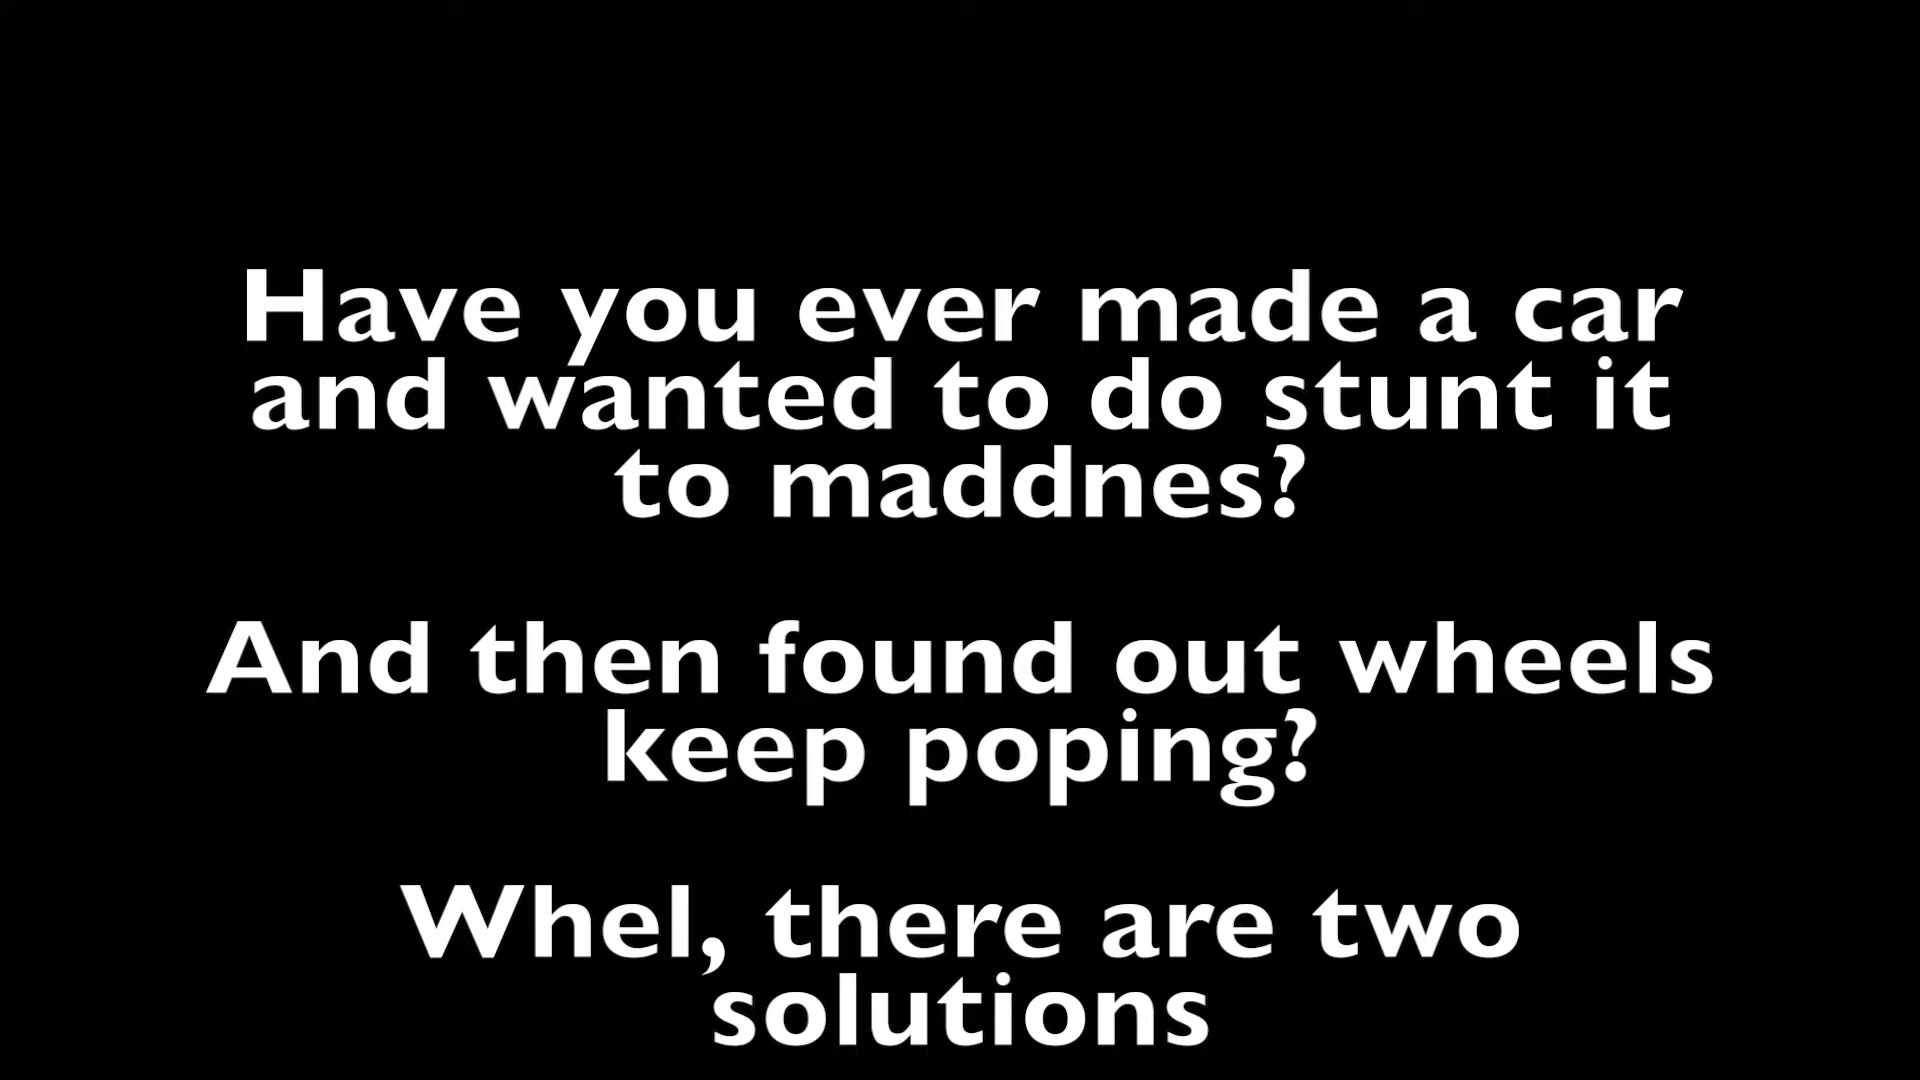 Have you ever made a car
and wanted to do stunt it
to maddnes?
And then found out wheels
keep poping?
Whel, there are two
solutions